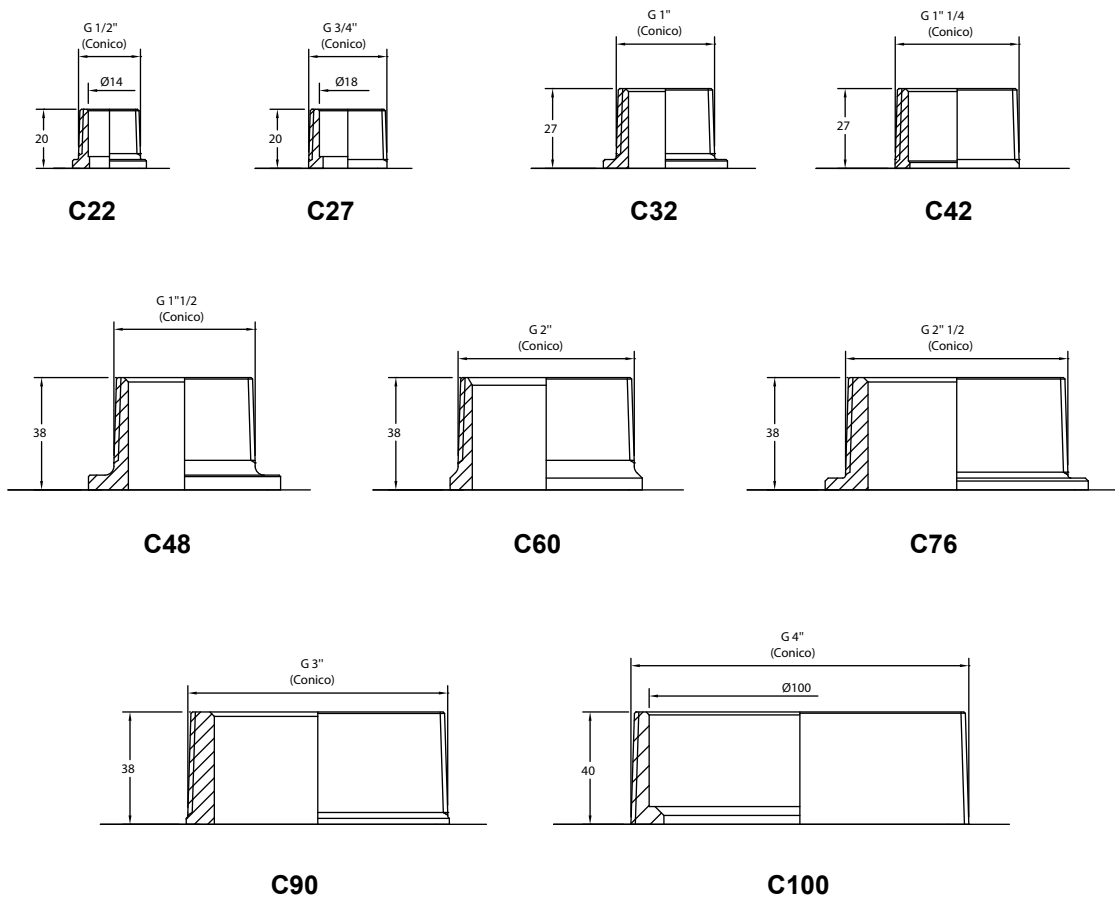 G 1/2"
(Conico)
Ø14
20
C22
G 3/4"
(Conico)
Ø18
20
C27
G 1"
(Conico)
27
C32
G 1" 1/4
(Conico)
27
C42
G 1"1/2
(Conico)
38
C48
G 2"
(Conico)
38
C60
G 2" 1/2
(Conico)
38
C76
G 3"
(Conico)
38
C90
G 4"
(Conico)
Ø100
40
C100